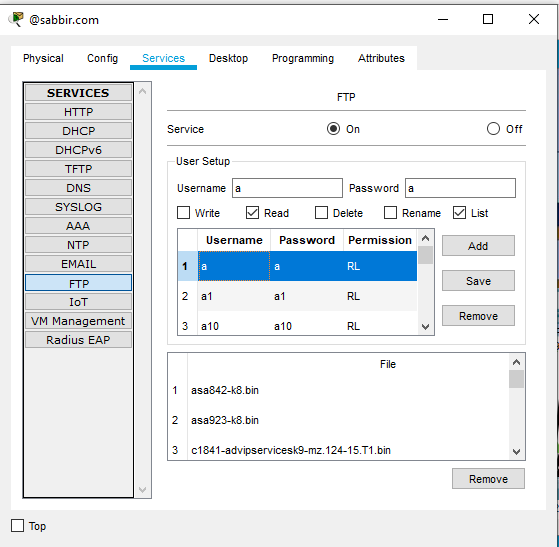 @sabbir.com
Physical Config Services Desktop Programming Attributes
SERVICES
HTTP
DHCP
DHCPv6
TFTP
DNS
SYSLOG
AAA
NTP
EMAIL
FTP
IoT
VM Management
Radius EAP
FTP
Service On Off
User Setup
Username a Password a
Write Read Delete Rename List
Username Password Permission
1 a a RL
2 a1 a1 RL
3 a10 a10 RL
Add
Save
Remove
File
1 asa842-k8.bin
2 asa923-k8.bin
3 c1841-advipservicesk9-mz.124-15.T1.bin
Remove
Top